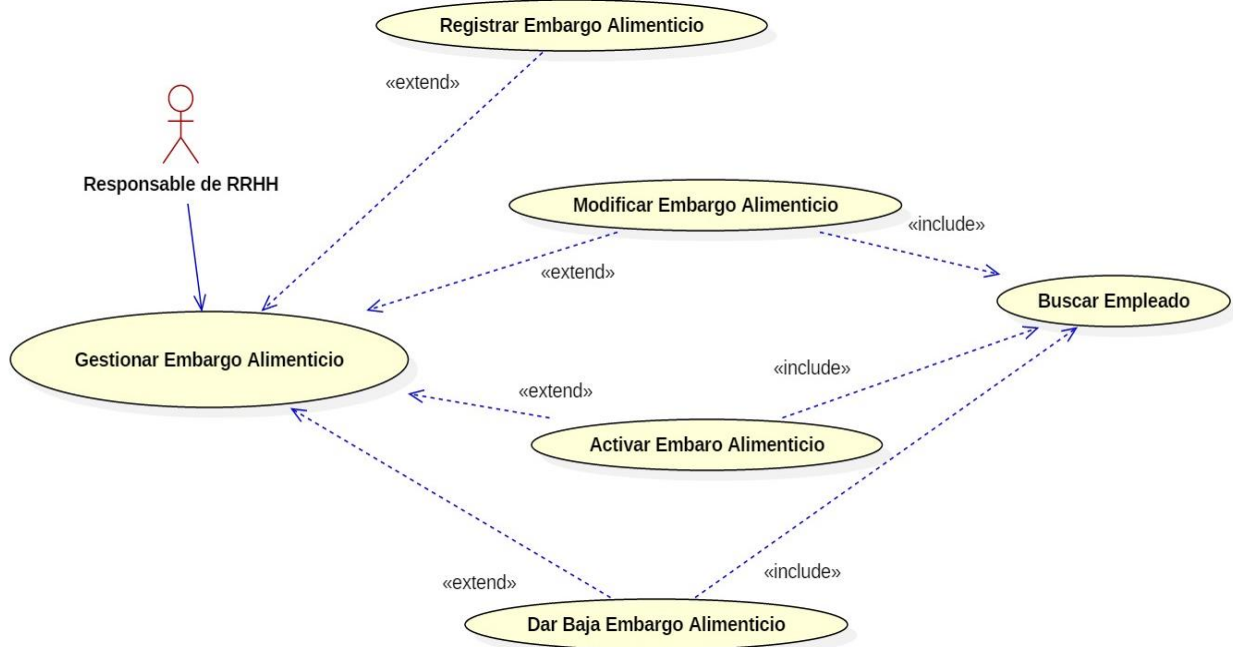 Registrar Embargo Alimenticio
«extend»
Responsable de RRHH
Modificar Embargo Alimenticio
«include»
«extend»
Buscar Empleado
Gestionar Embargo Alimenticio
«include»
«extend»
Activar Embaro Alimenticio
«include»
«extend»
Dar Baja Embargo Alimenticio